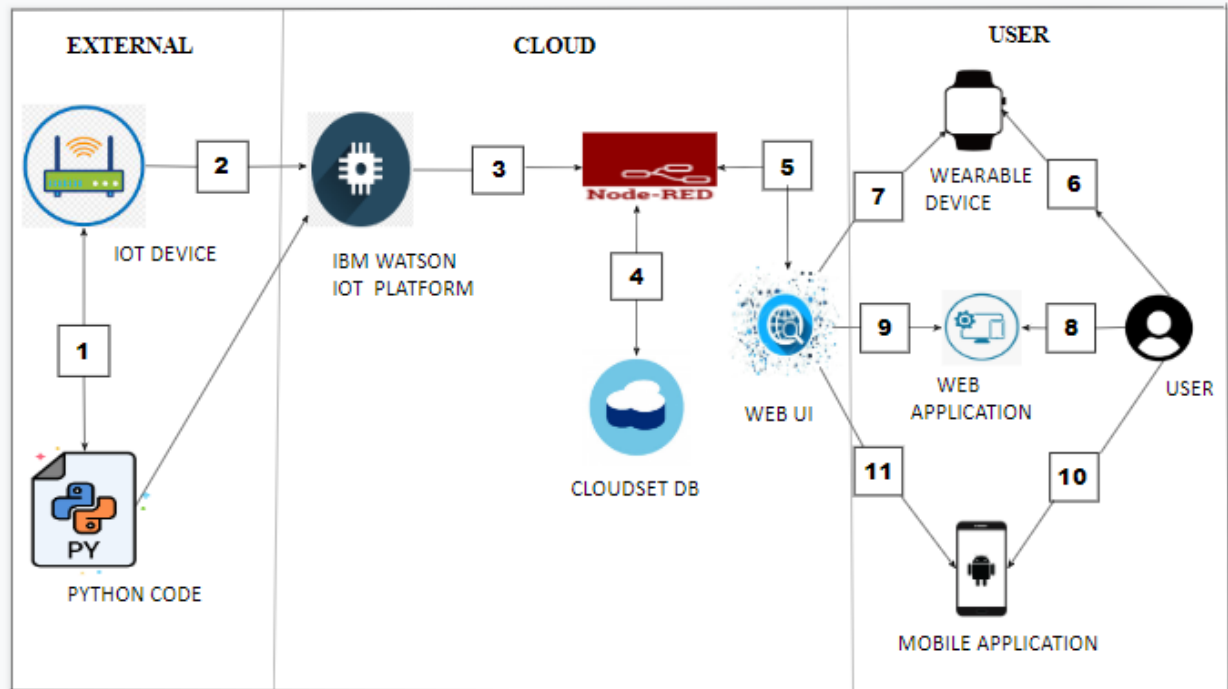 EXTERNAL
CLOUD
USER
2
3
Node-RED
5
7
WEARABLE
DEVICE
6
IOT DEVICE
IBM WATSON
IOT PLATFORM
4
1
9
8
WEB UI
WEB
APPLICATION
USER
CLOUDSET DB
11
10
PY
PYTHON CODE
MOBILE APPLICATION